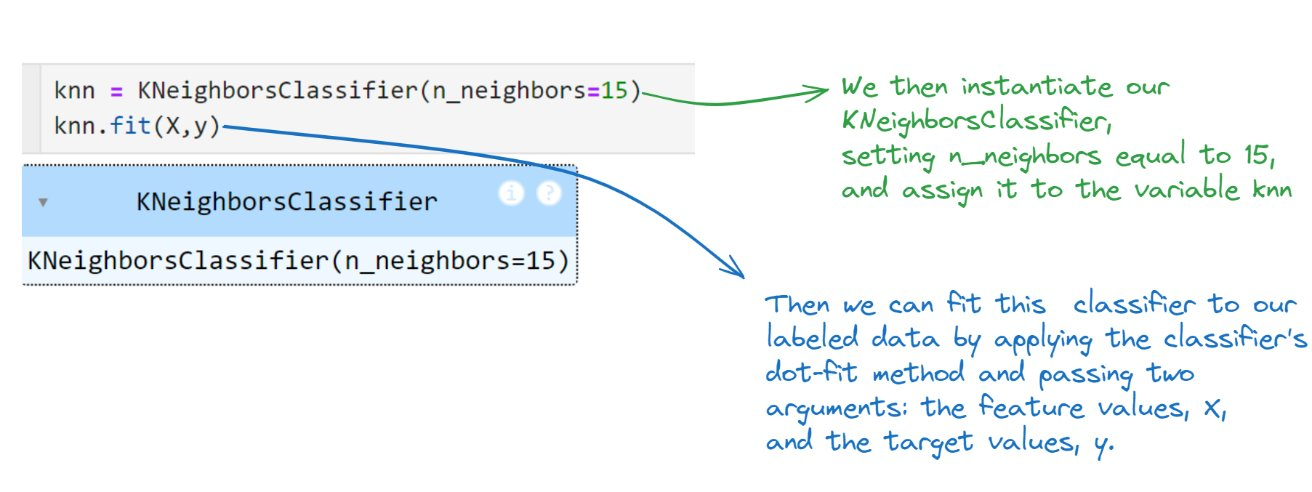 knn = KNeighborsClassifier(n_neighbors=15)
knn.fit(X,y)
KNeighborsClassifier
KNeighborsClassifier(n_neighbors=15)
We then instantiate our
KNeighborsClassifier,
setting n_neighbors equal to 15,
and assign it to the variable knn
Then we can fit this classifier to our
labeled data by applying the classifier's
dot-fit method and passing two
arguments: the feature values, X,
and the target values, y.